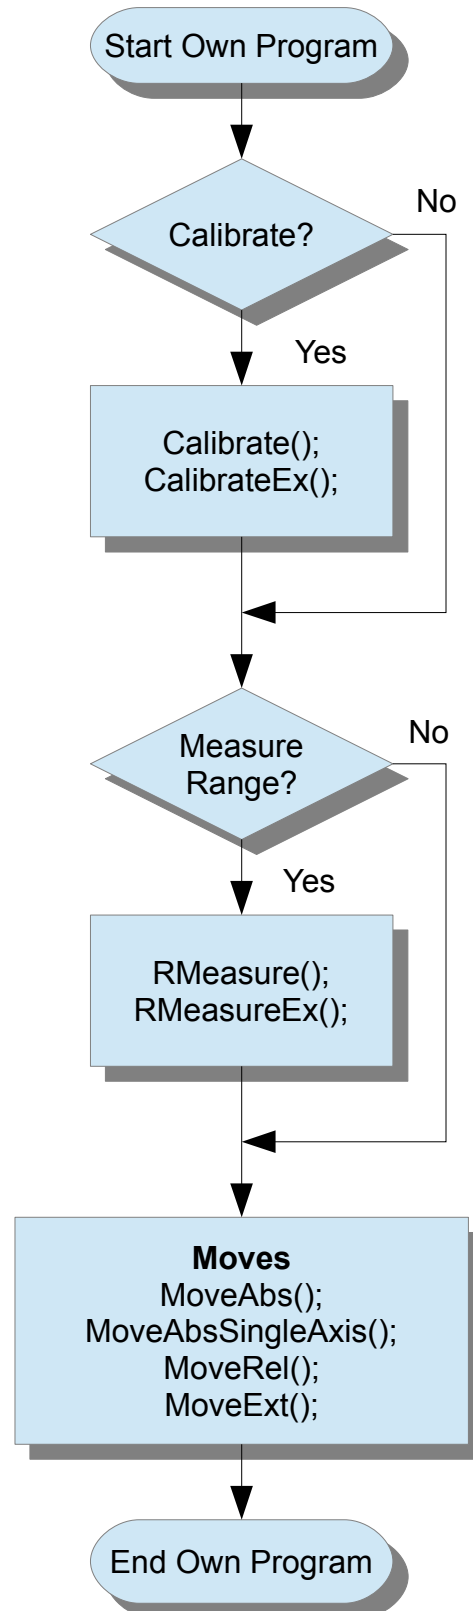 Start Own Program
Calibrate?
No
Yes
Calibrate();
CalibrateEx();
Measure
Range?
No
Yes
RMeasure();
RMeasureEx();
Moves
MoveAbs();
MoveAbsSingleAxis();
MoveRel();
MoveExt();
End Own Program